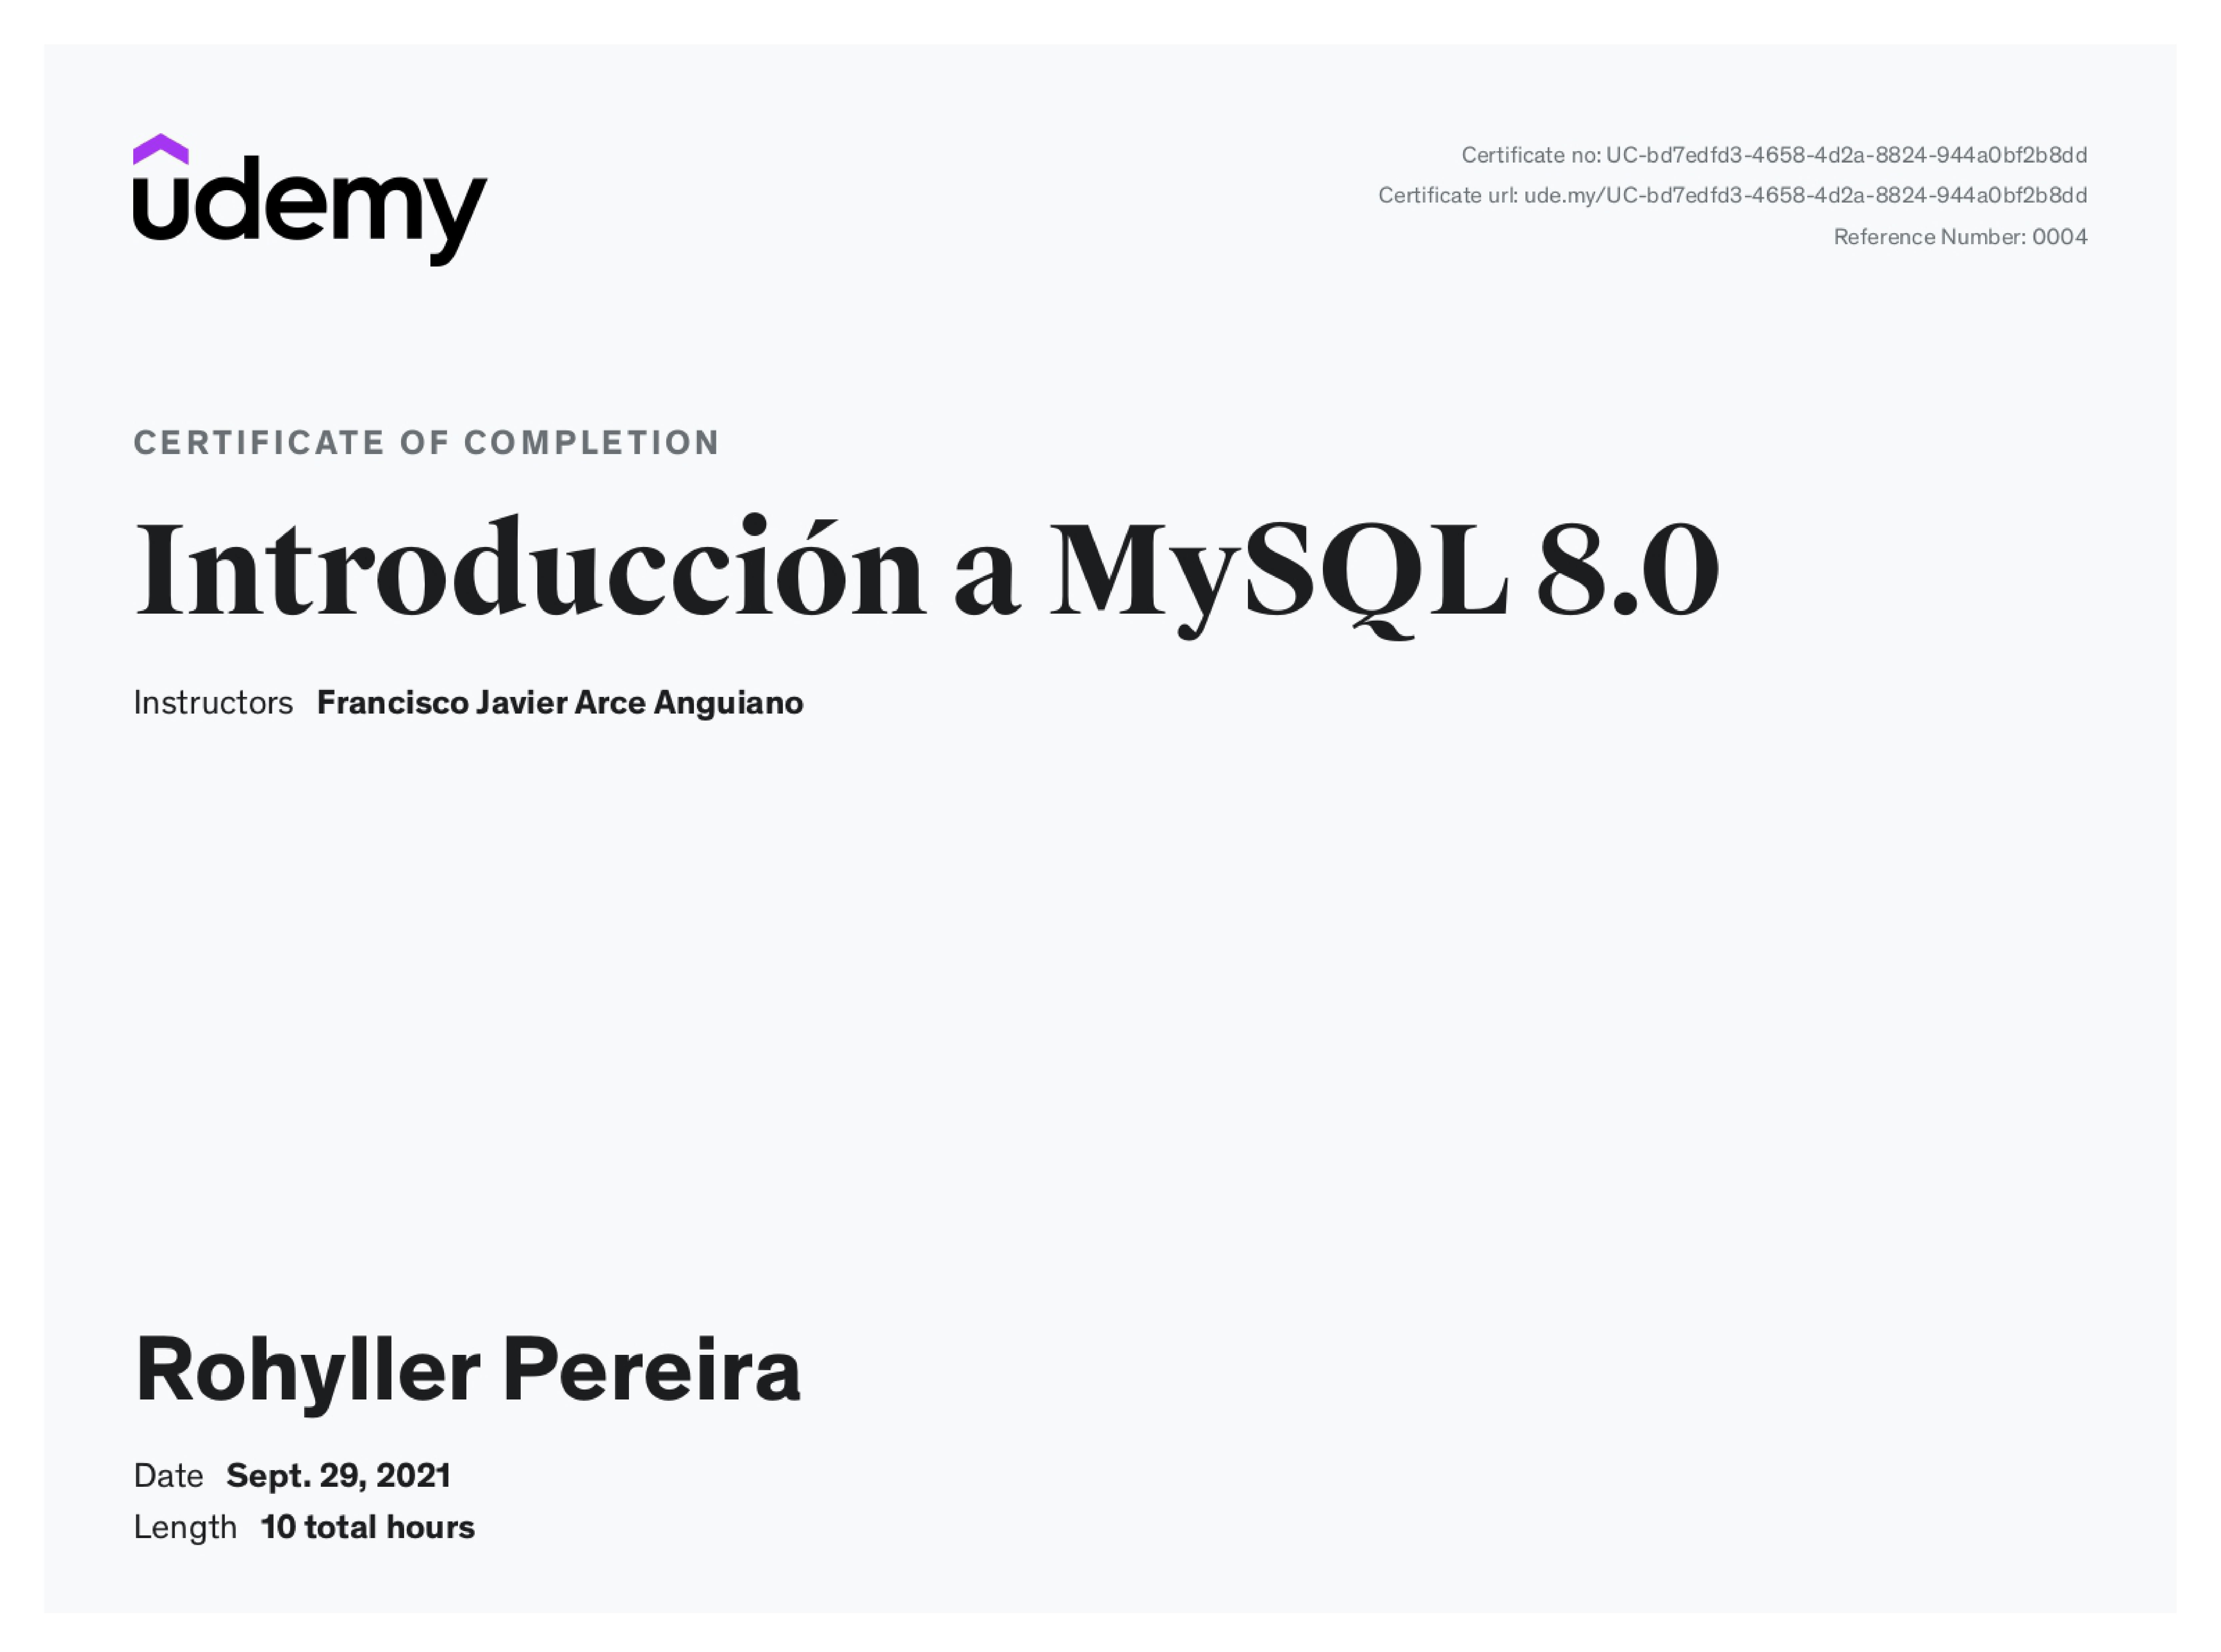 udemy
Certificate no: UC-bd7edfd3-4658-4d2a-8824-944a0bf2b8dd
Certificate url: ude.my/UC-bd7edfd3-4658-4d2a-8824-944a0bf2b8dd
Reference Number: 0004
CERTIFICATE OF COMPLETION
Introducción a MySQL 8.0
Instructors Francisco Javier Arce Anguiano
Rohyller Pereira
Date Sept. 29, 2021
Length 10 total hours